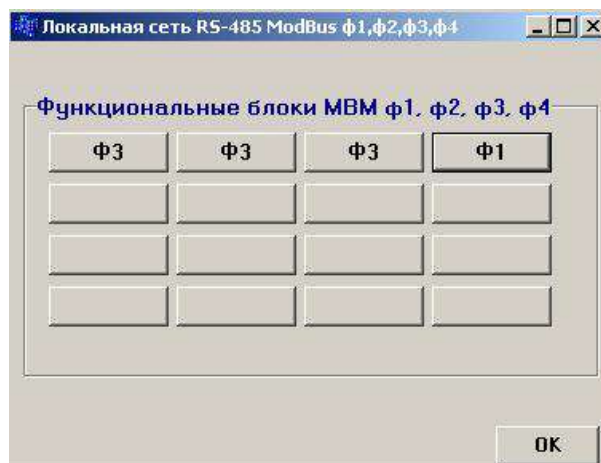 Локальная сеть RS-485 ModBus ф1,ф2,ф3,ф4
Функциональные блоки МВМ ф1, ф2, ф3, ф4
Ф3 Ф3 Ф3 Ф1
OK